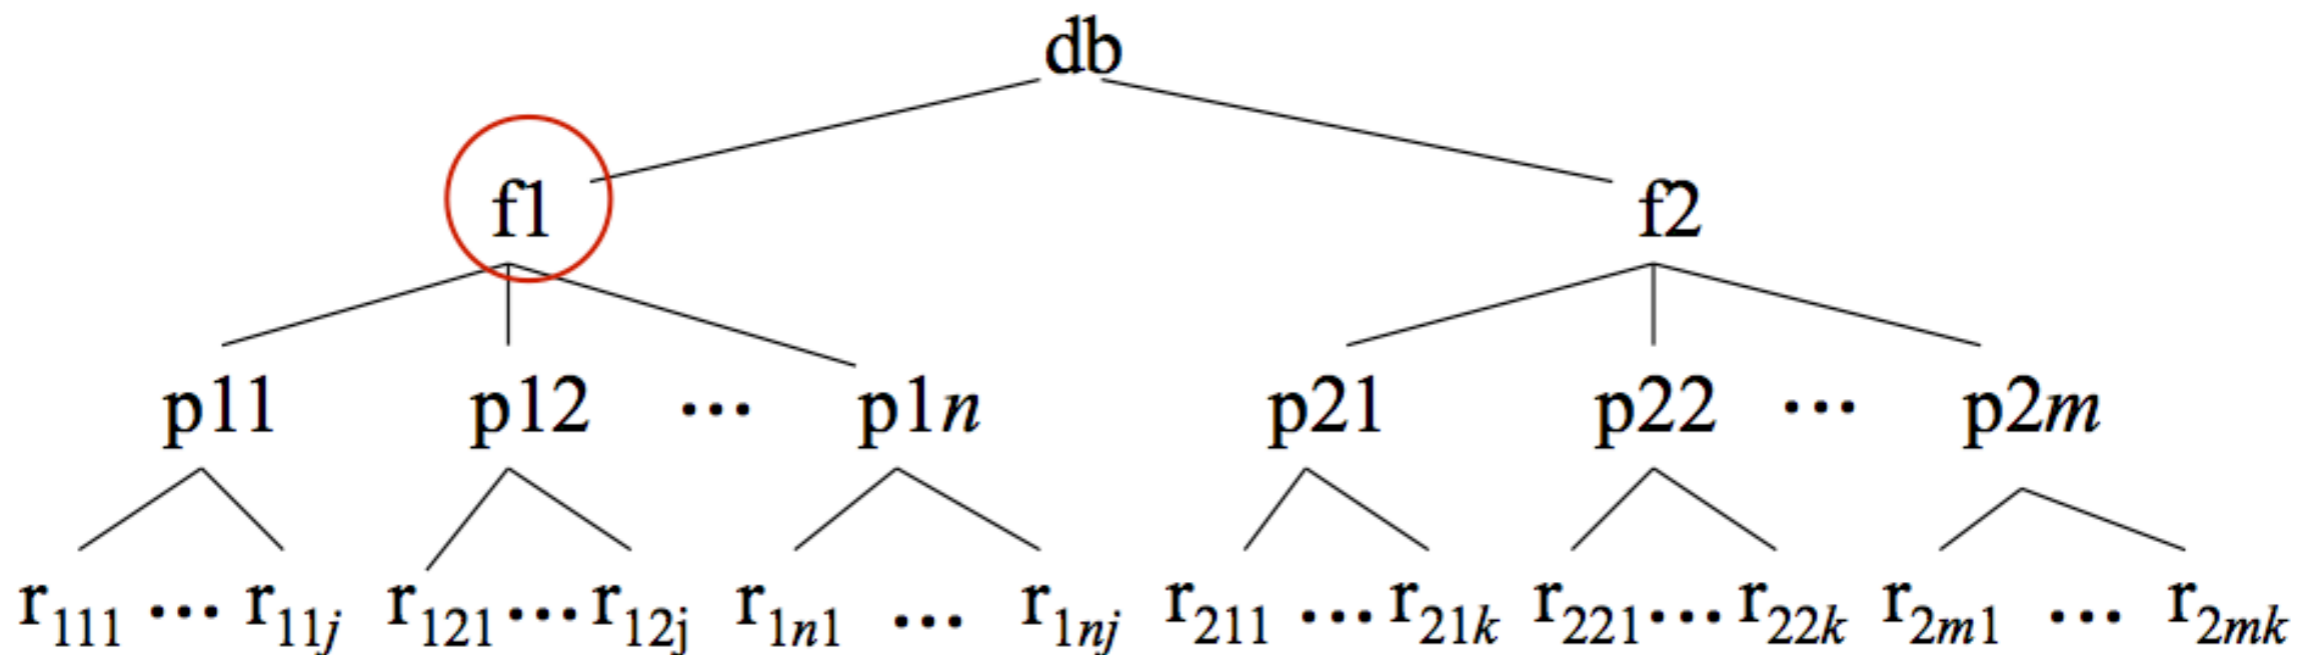 db
f1 f2
p11 p12 ... p1n p21 p22 ... p2m
r111 ... r11j r121 ... r12j r1n1 ... r1nj r211 ... r21k r221 ... r22k r2m1 ... r2mk